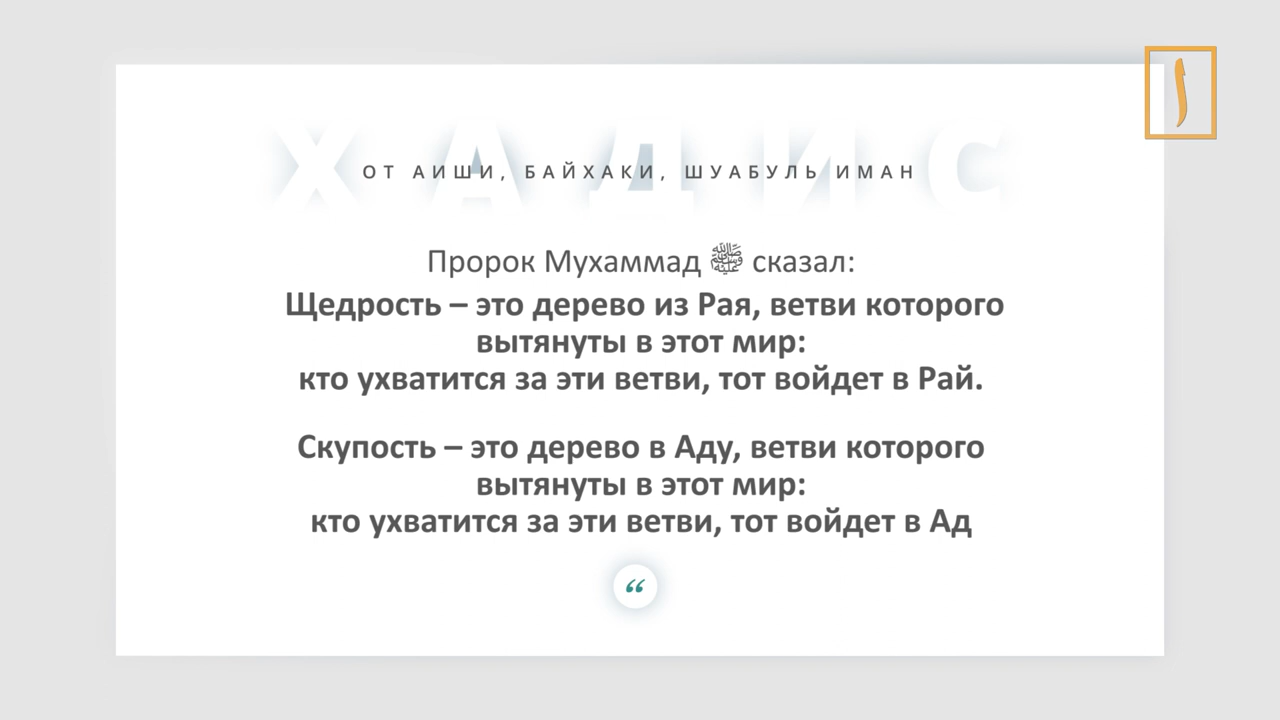 ХАДИС
ОТ АИШИ, БАЙХАКИ, ШУАБУЛЬ ИМАН
Пророк Мухаммад ﷺ сказал:
Щедрость – это дерево из Рая, ветви которого
вытянуты в этот мир:
кто ухватится за эти ветви, тот войдет в Рай.
Скупость – это дерево в Аду, ветви которого
вытянуты в этот мир:
кто ухватится за эти ветви, тот войдет в Ад
“